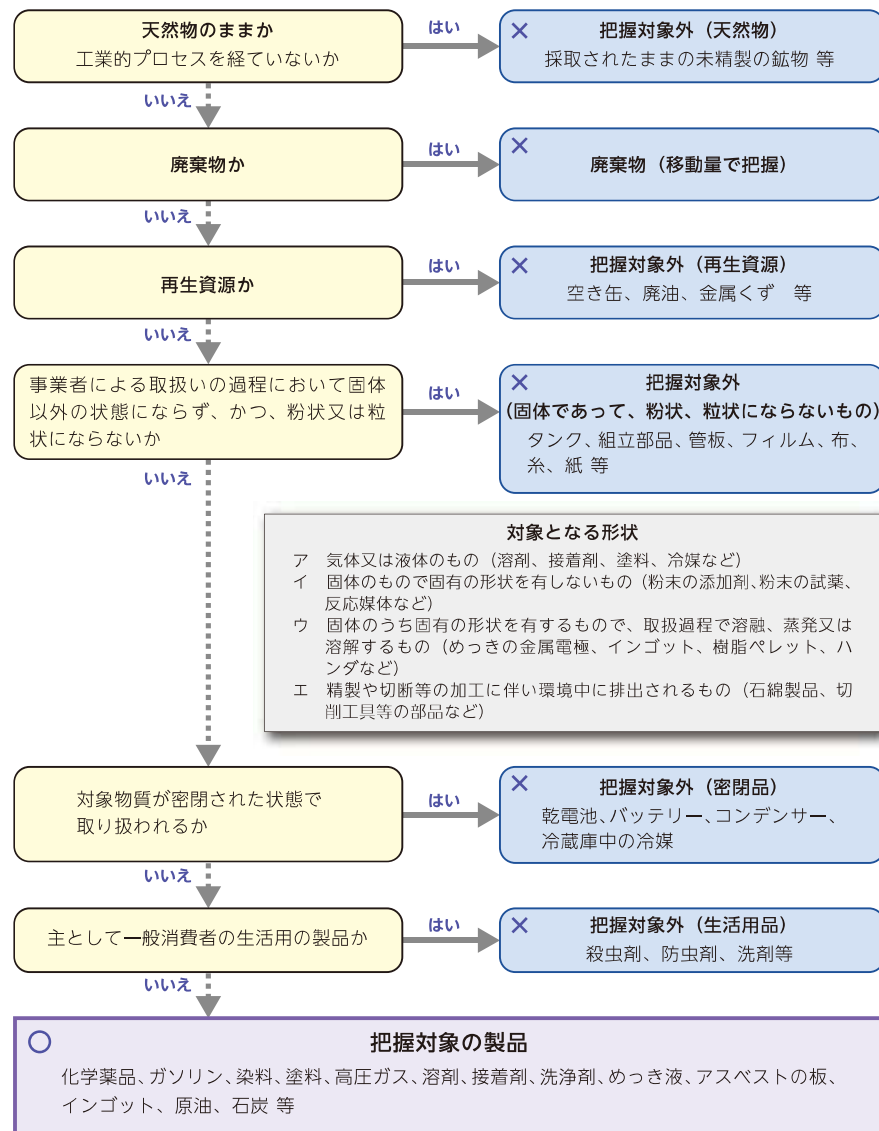 天然物のままか
工業的プロセスを経ていないか
はい
× 把握対象外（天然物）
採取されたままの未精製の鉱物 等
いいえ
廃棄物か
はい
× 廃棄物（移動量で把握）
いいえ
再生資源か
はい
× 把握対象外（再生資源）
空き缶、廃油、金属くず　等
いいえ
事業者による取扱いの過程において固体
以外の状態にならず、かつ、粉状又は粒
状にならないか
はい
× 把握対象外
(固体であって、粉状、粒状にならないもの)
タンク、組立部品、管板、フィルム、布、
糸、紙 等
いいえ
対象となる形状
ア　気体又は液体のもの（溶剤、接着剤、塗料、冷媒など）
イ　固体のもので固有の形状を有しないもの（粉末の添加剤、粉末の試薬、
反応媒体など）
ウ　固体のうち固有の形状を有するもので、取扱過程で溶融、蒸発又は
溶解するもの（めっきの金属電極、インゴット、樹脂ペレット、ハ
ンダなど）
エ　精製や切断等の加工に伴い環境中に排出されるもの（石綿製品、切
削工具等の部品など）
対象物質が密閉された状態で
取り扱われるか
はい
× 把握対象外（密閉品）
乾電池、バッテリー、コンデンサー、
冷蔵庫中の冷媒
いいえ
主として一般消費者の生活用の製品か
はい
× 把握対象外（生活用品）
殺虫剤、防虫剤、洗剤等
いいえ
○ 把握対象の製品
化学薬品、ガソリン、染料、塗料、高圧ガス、溶剤、接着剤、洗浄剤、めっき液、アスベストの板、
インゴット、原油、石炭 等